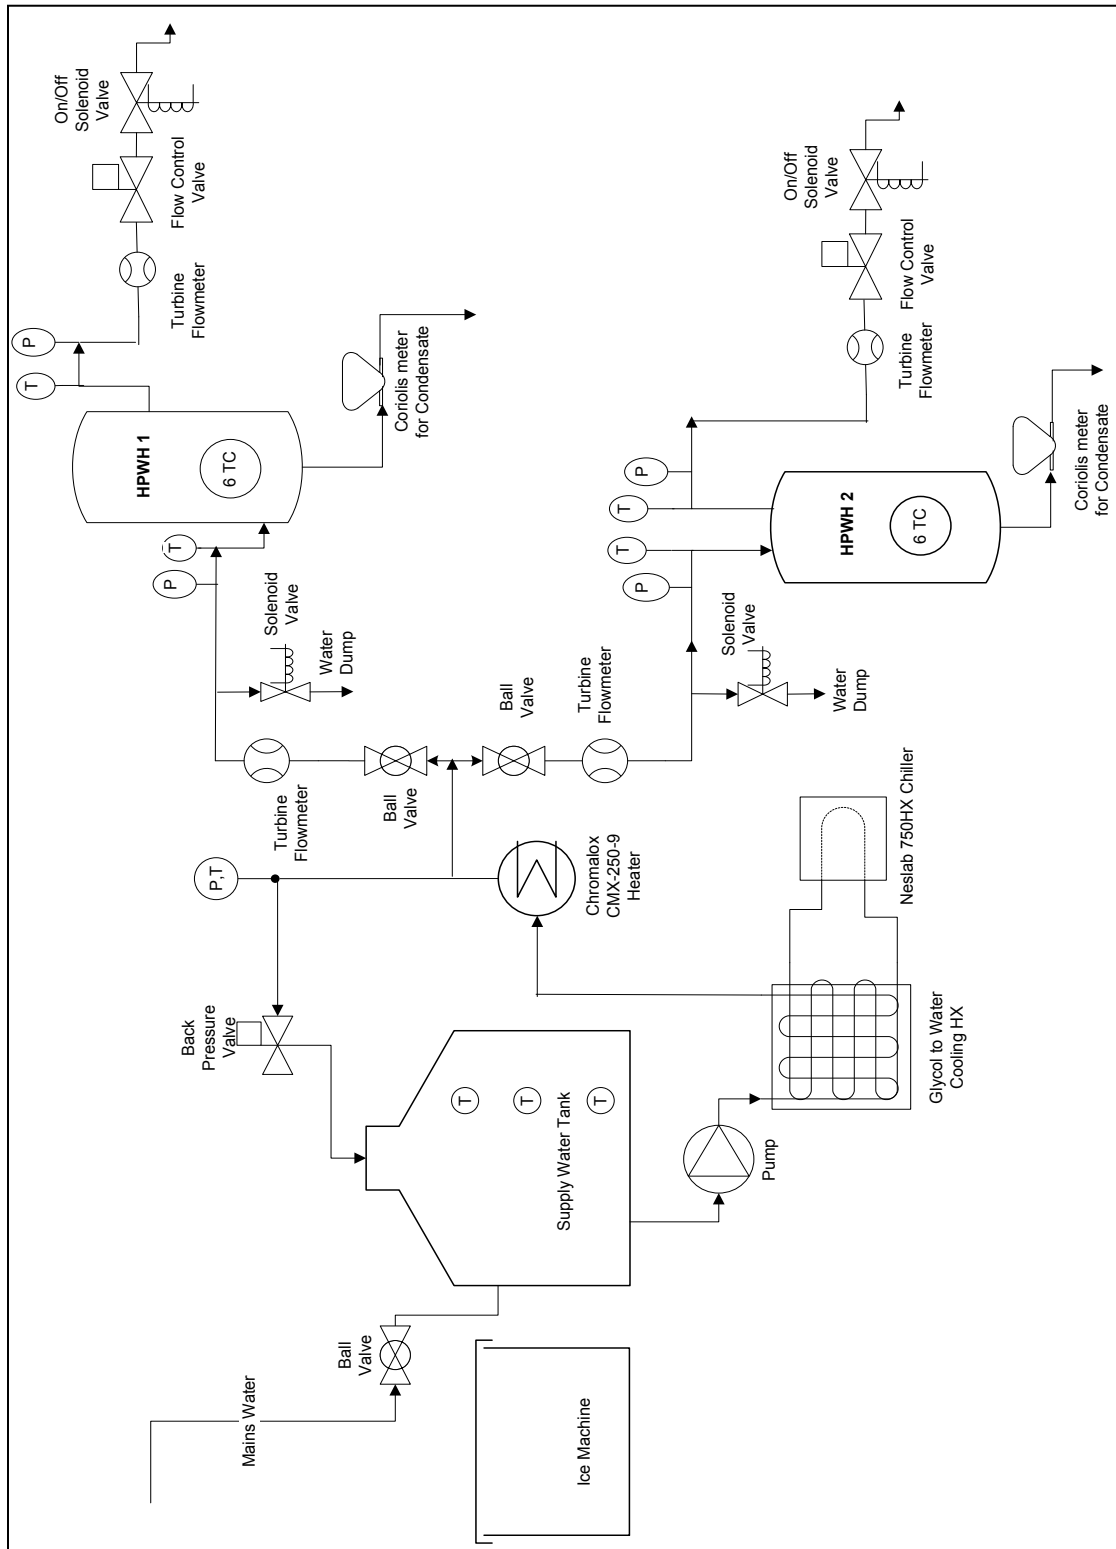 On/Off
Solenoid
Valve
Flow Control
Valve
Turbine
Flowmeter
P
T
HPWH 1
6 TC
Coriolis meter
for Condensate
T
P
Solenoid
Valve
Water
Dump
Turbine
Flowmeter
Ball
Valve
On/Off
Solenoid
Valve
Flow Control
Valve
Turbine
Flowmeter
P
T
T
P
HPWH 2
6 TC
Coriolis meter
for Condensate
Solenoid
Valve
Water
Dump
Ball
Valve
Turbine
Flowmeter
P,T
Chromalox
CMX-250-9
Heater
Neslab 750HX Chiller
Back
Pressure
Valve
Glycol to Water
Cooling HX
T
T
T
Supply Water Tank
Pump
Ball
Valve
Mains Water
Ice Machine